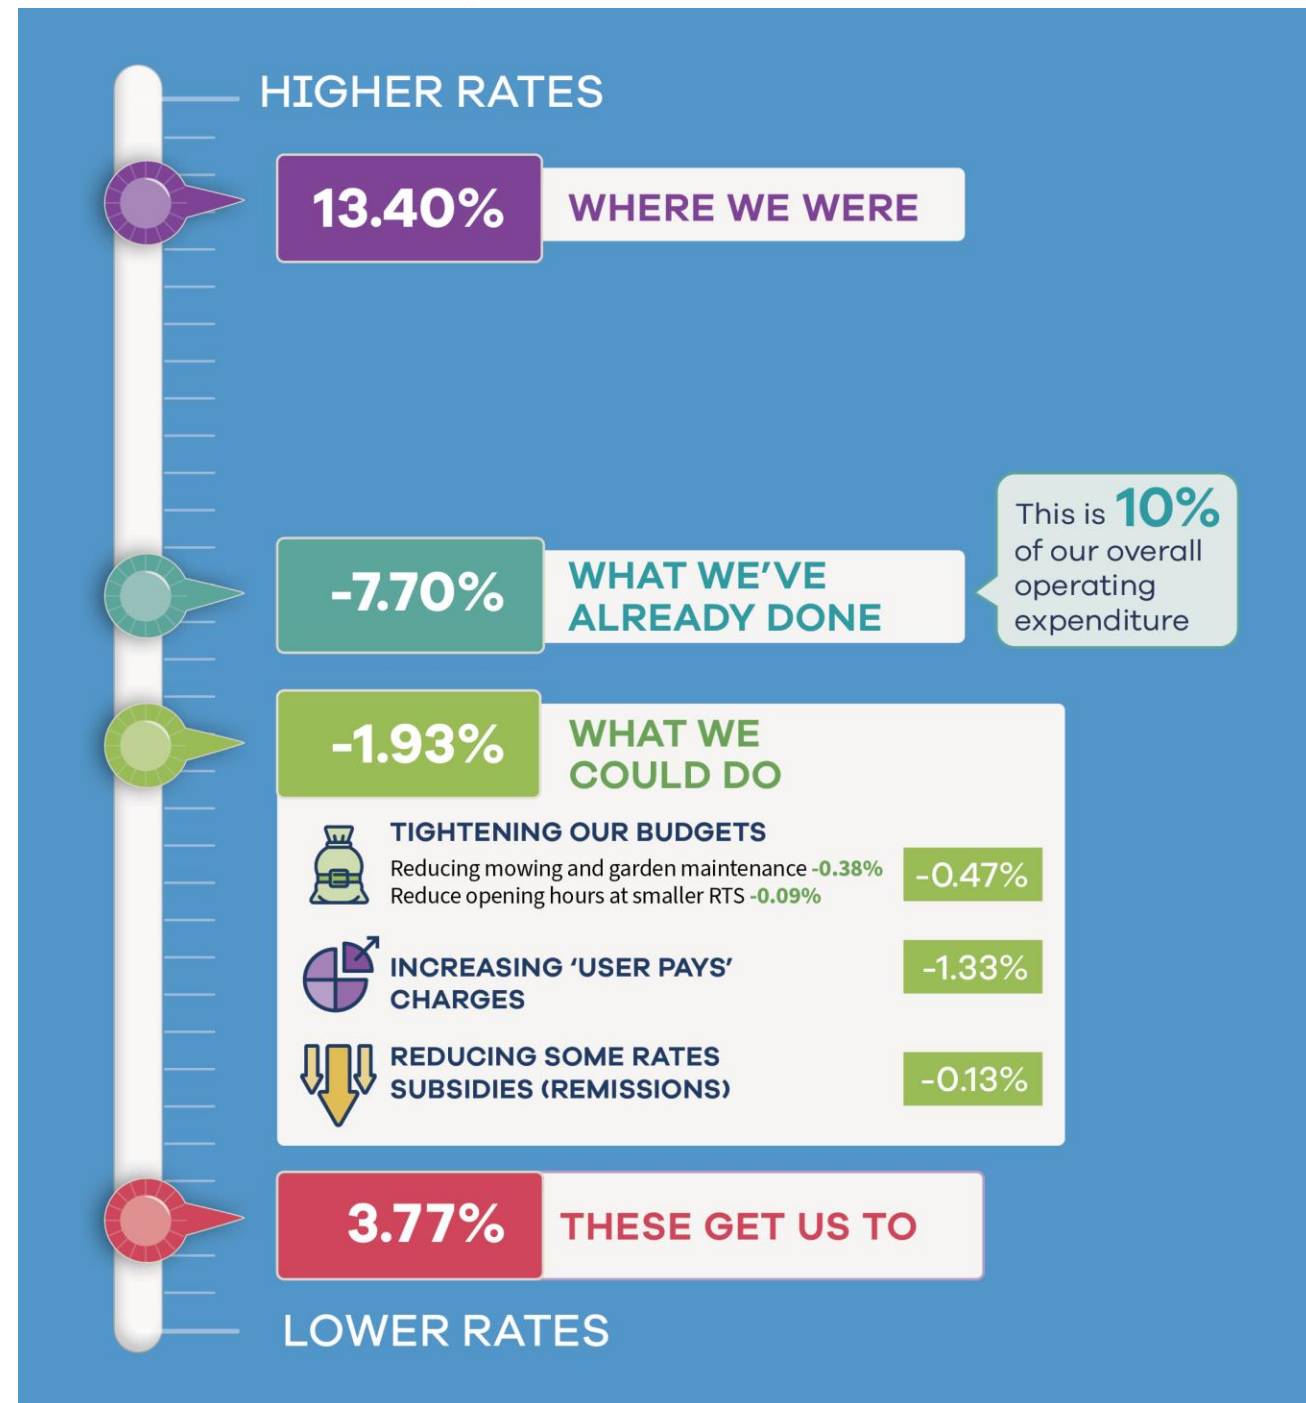 HIGHER RATES
13.40%
WHERE WE WERE
-7.70%
WHAT WE'VE
ALREADY DONE
This is 10%
of our overall
operating
expenditure
-1.93%
WHAT WE
COULD DO
TIGHTENING OUR BUDGETS
Reducing mowing and garden maintenance -0.38%
Reduce opening hours at smaller RTS -0.09%
-0.47%
INCREASING ‘USER PAYS’
CHARGES
-1.33%
REDUCING SOME RATES
SUBSIDIES (REMISSIONS)
-0.13%
3.77%
THESE GET US TO
LOWER RATES